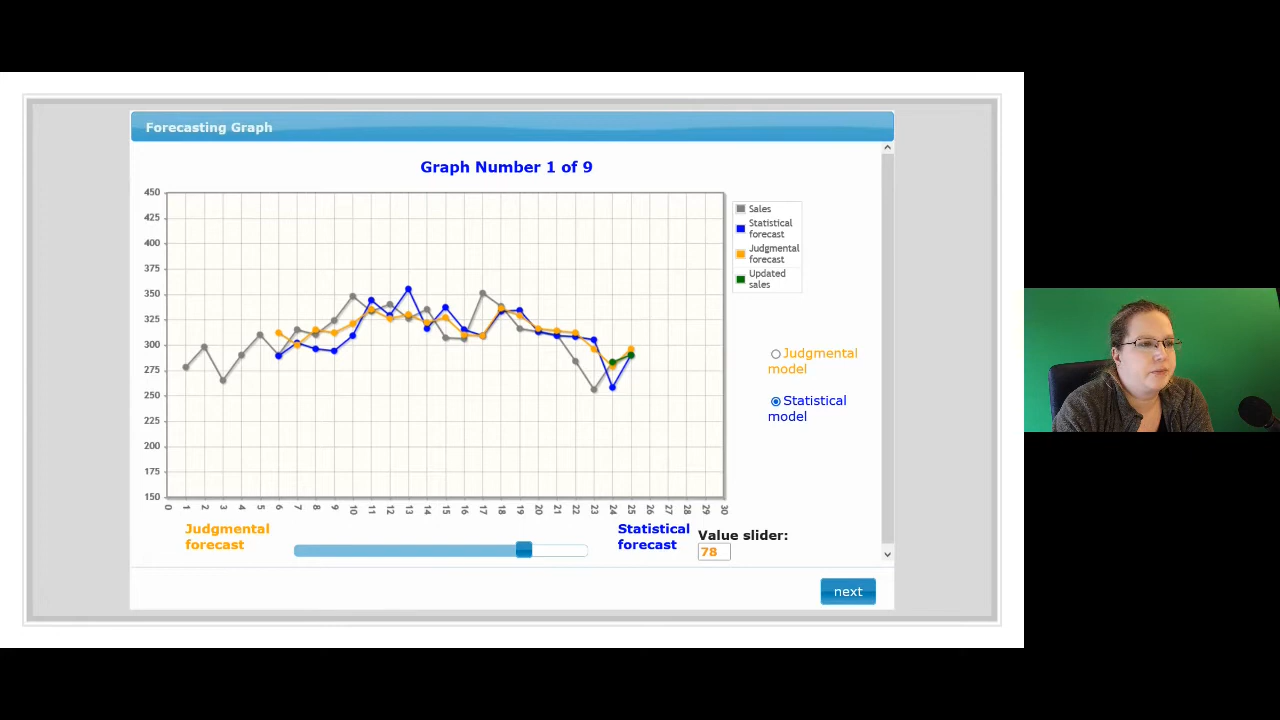 Forecasting Graph
Graph Number 1 of 9
450
425
400
375
350
325
300
275
250
225
200
175
150
0 1 2 3 4 5 6 7 8 9 10 11 12 13 14 15 16 17 18 19 20 21 22 23 24 25 26 27 28 29 30
Sales
Statistical
forecast
Judgmental
forecast
Updated
sales
Judgmental
model
Statistical
model
Judgmental
forecast
Statistical
forecast
Value slider:
78
next